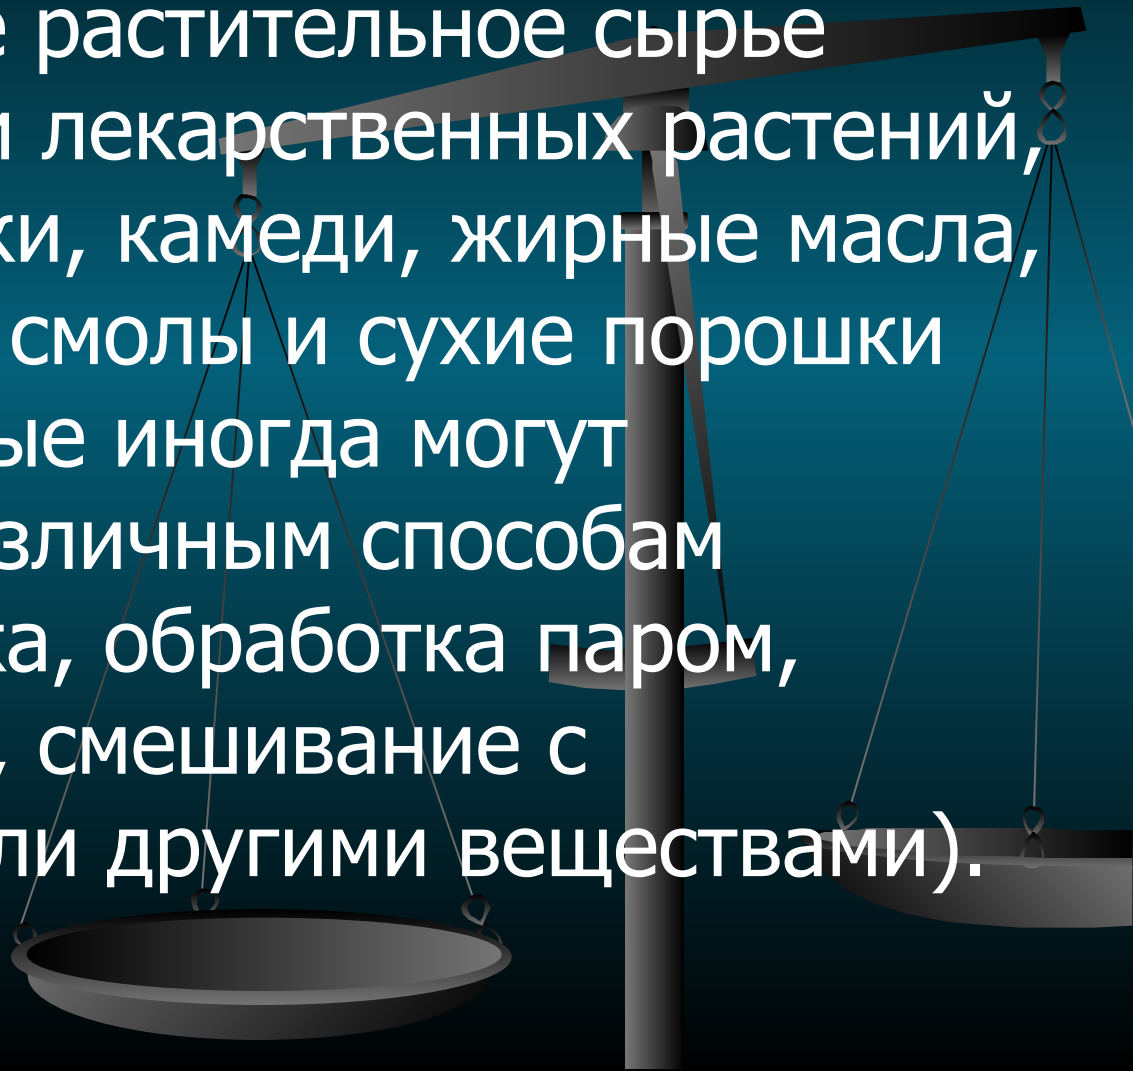 е растительное сырье
и лекарственных растений,
ки, камеди, жирные масла,
смолы и сухие порошки
ые иногда могут
зличным способам
ка, обработка паром,
, смешивание с
ли другими веществами).